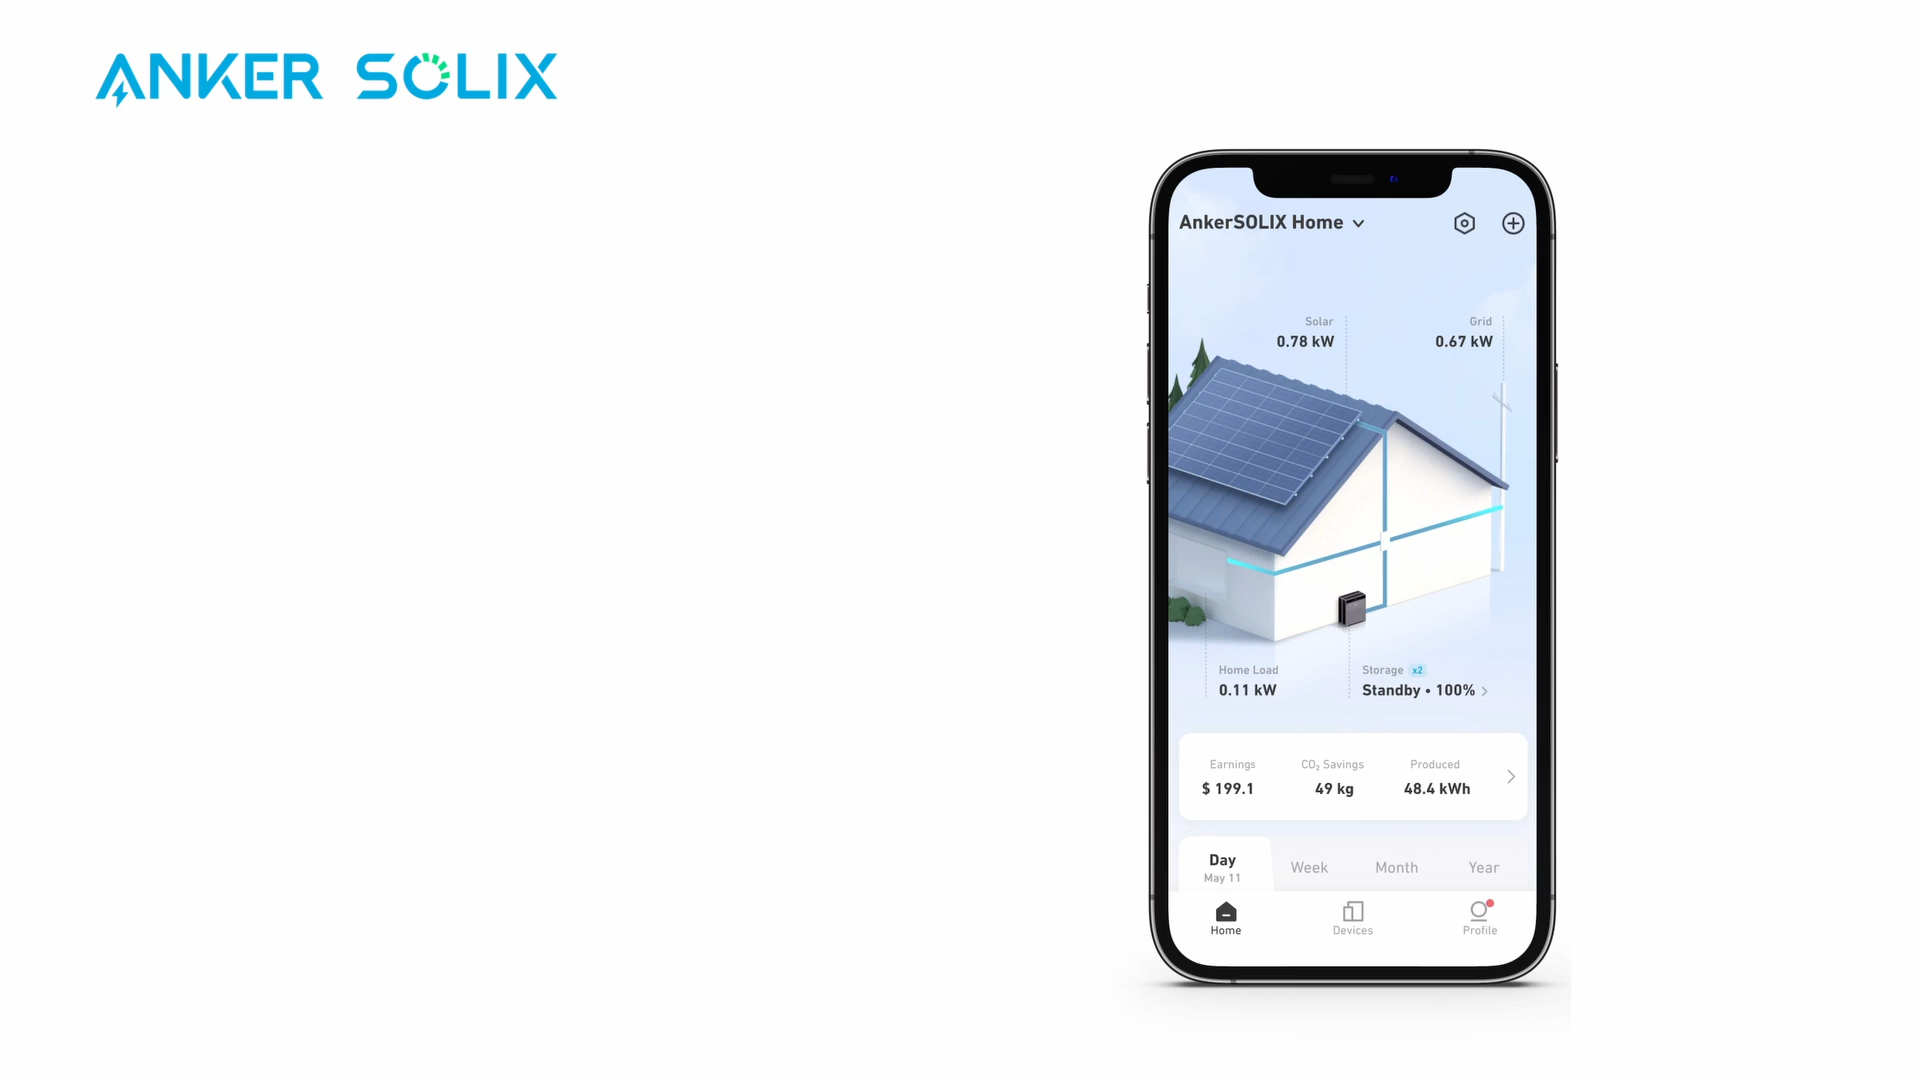 ANKER SOLIX
AnkerSOLIX Home
Solar
0.78 kW
Grid
0.67 kW
Home Load
0.11 kW
Storage x2
Standby • 100%
Earnings
$ 199.1
CO₂ Savings
49 kg
Produced
48.4 kWh
Day
May 11
Week
Month
Year
Home
Devices
Profile